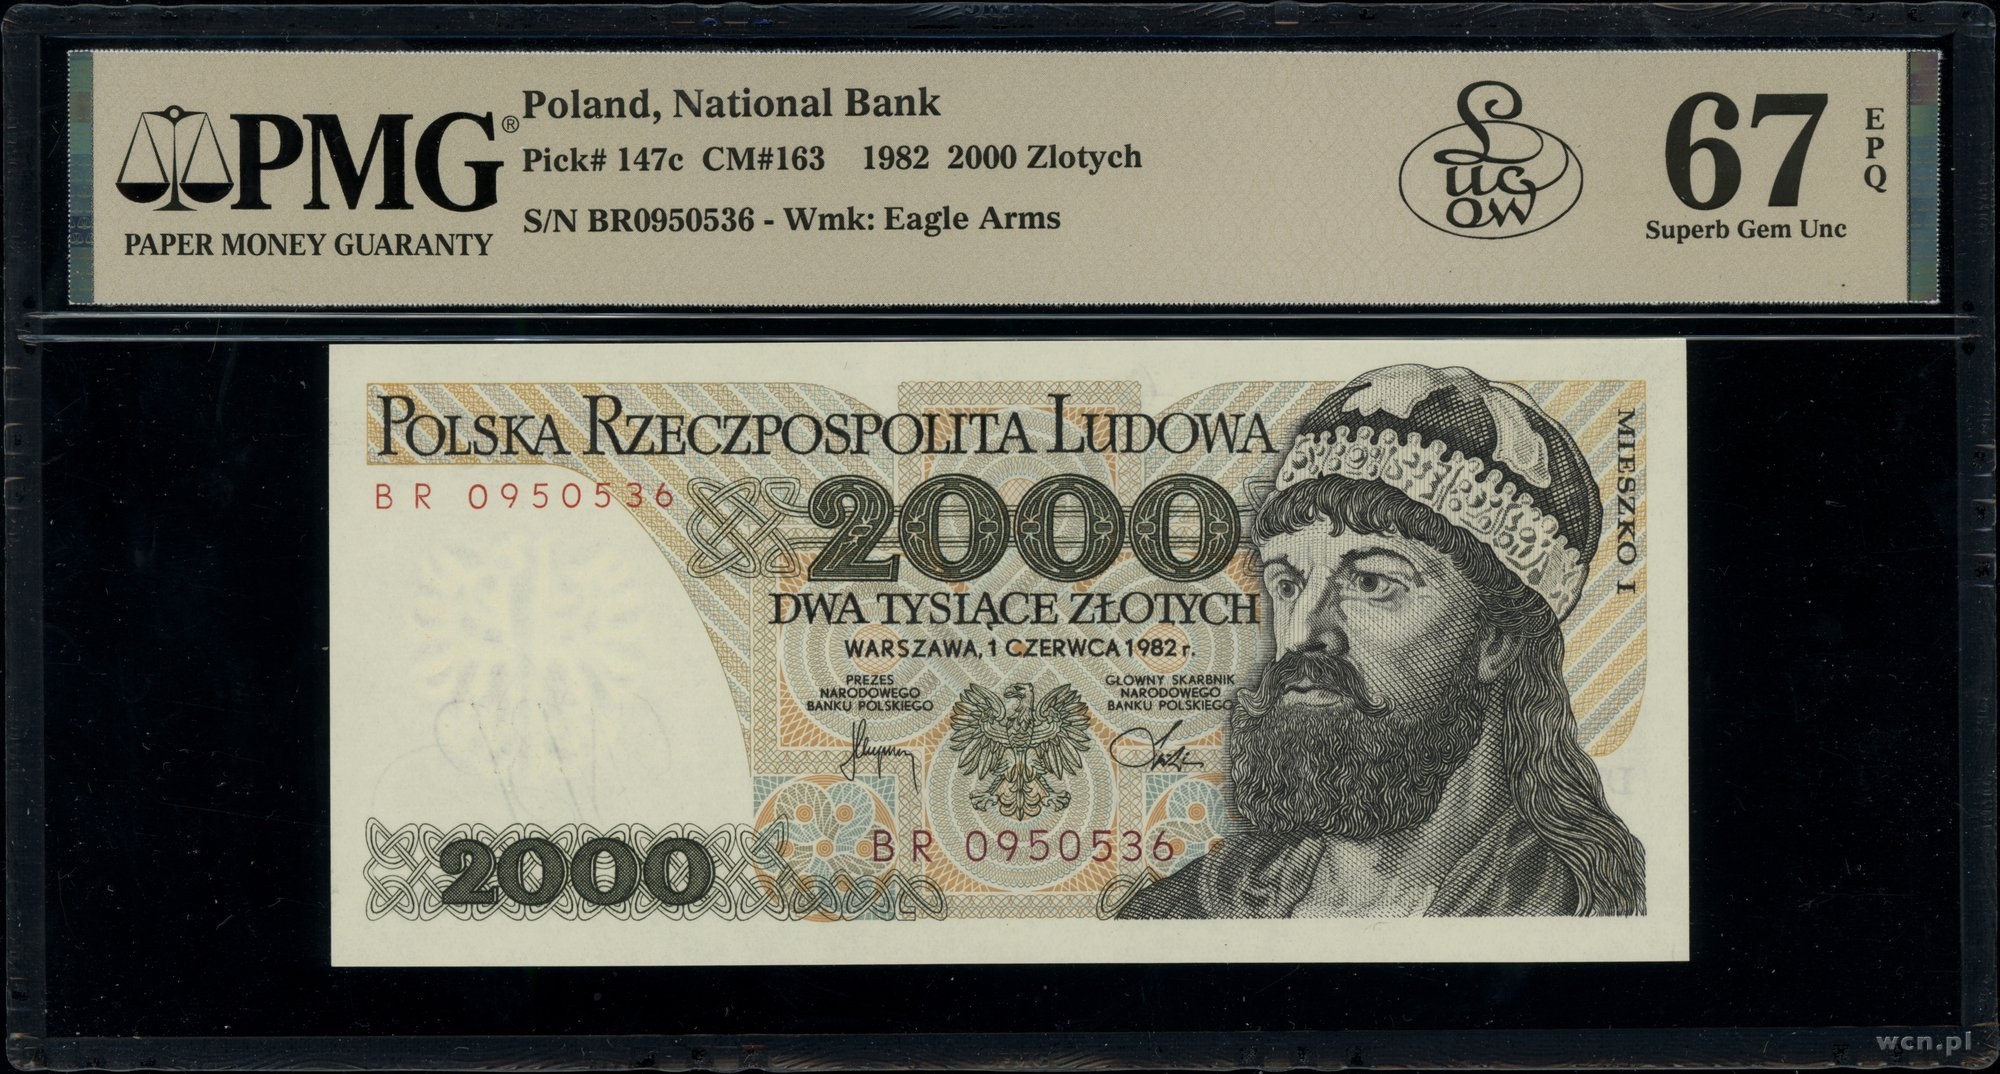 PMG®
PAPER MONEY GUARANTY
Poland, National Bank
Pick# 147c CM#163 1982 2000 Zlotych
S/N BR0950536 - Wmk: Eagle Arms
Lucow
67
EPQ
Superb Gem Unc
POLSKA RZECZPOSPOLITA LUDOWA
BR 0950536
2000
DWA TYSIĄCE ZŁOTYCH
WARSZAWA, 1 CZERWCA 1982 r.
PREZES
NARODOWEGO
BANKU POLSKIEGO
GŁÓWNY SKARBNIK
NARODOWEGO
BANKU POLSKIEGO
BR 0950536
2000
MIESZKO I
wcn.pl